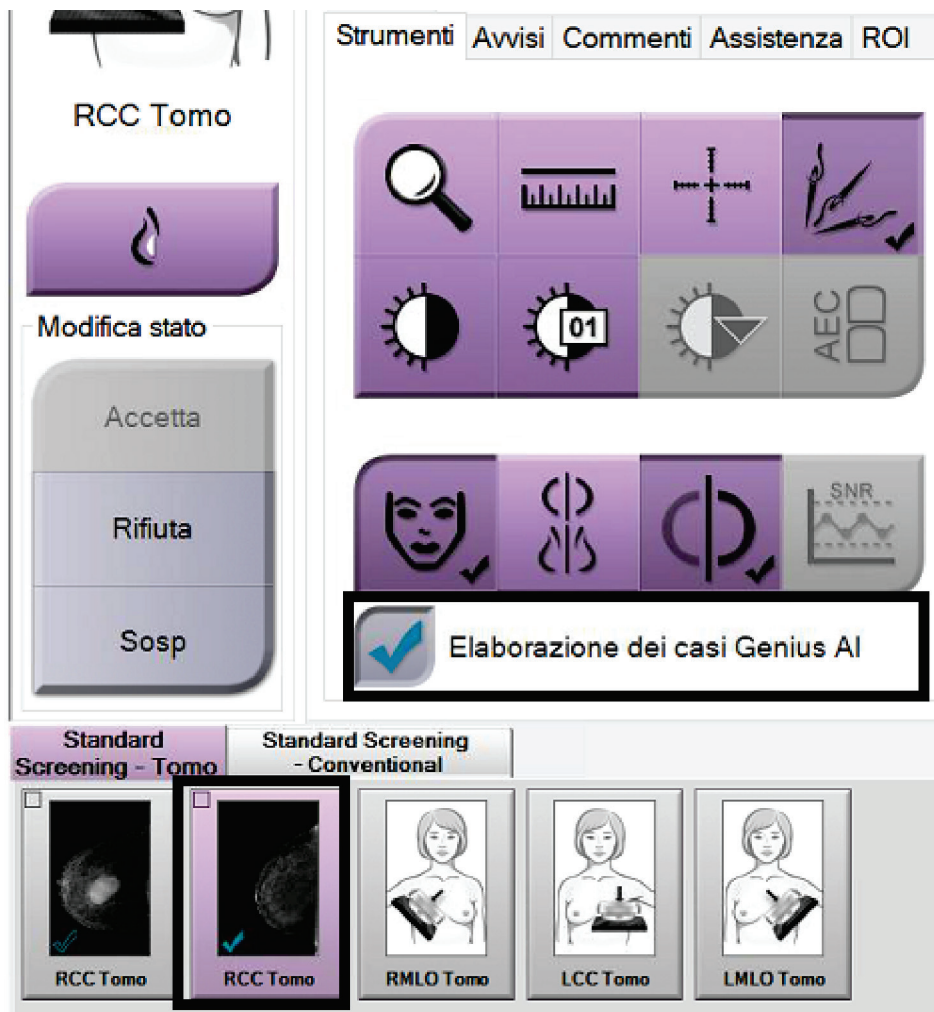 RCC Tomo
Modifica stato
Accetta
Rifiuta
Sosp
Strumenti Avvisi Commenti Assistenza ROI
01
AEC
SNR
Elaborazione dei casi Genius AI
Standard
Screening - Tomo
Standard Screening
- Conventional
RCC Tomo
RCC Tomo
RMLO Tomo
LCC Tomo
LMLO Tomo